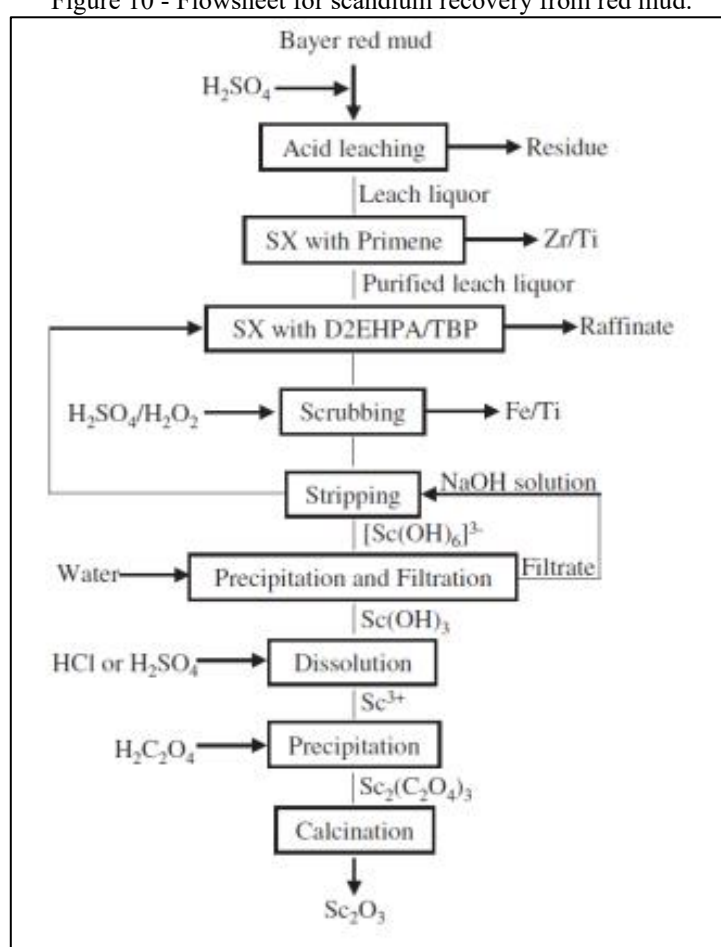 Figure 10 - Flowsheet for scandium recovery from red mud.
Bayer red mud
H₂SO₄
Acid leaching
Residue
Leach liquor
SX with Primene
Zr/Ti
Purified leach liquor
SX with D2EHPA/TBP
Raffinate
H₂SO₄/H₂O₂
Scrubbing
Fe/Ti
Stripping
NaOH solution
[Sc(OH)₆]³⁻
Water
Precipitation and Filtration
Filtrate
Sc(OH)₃
HCl or H₂SO₄
Dissolution
Sc³⁺
H₂C₂O₄
Precipitation
Sc₂(C₂O₄)₃
Calcination
Sc₂O₃